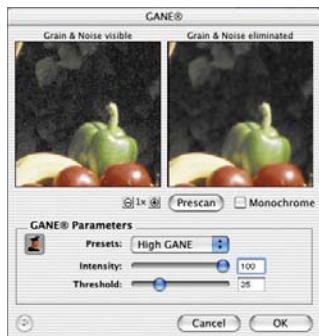 GANE®
Grain & Noise visible
Grain & Noise eliminated
1x
Prescan
Monochrome
GANE® Parameters
Presets: High GANE
Intensity: 100
Threshold: 25
Cancel
OK